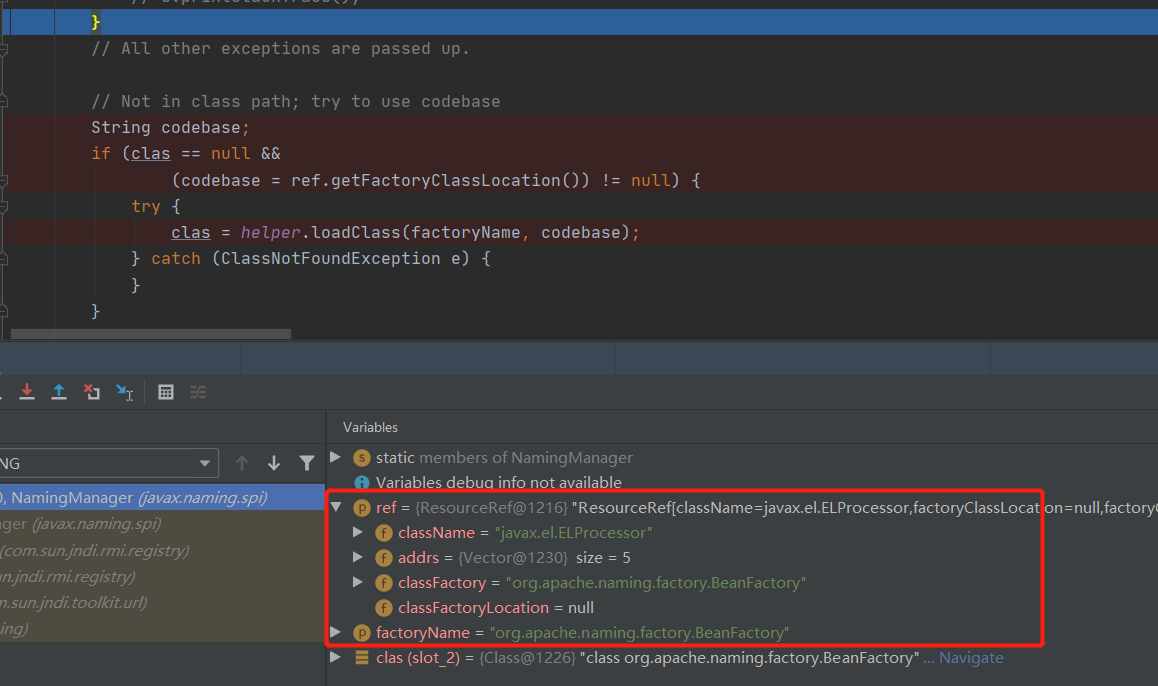 // e.printStackTrace();
}
// All other exceptions are passed up.
// Not in class path; try to use codebase
String codebase;
if (clas == null &&
(codebase = ref.getFactoryClassLocation()) != null) {
try {
clas = helper.loadClass(factoryName, codebase);
} catch (ClassNotFoundException e) {
}
}
Variables
NG
static members of NamingManager
Variables debug info not available
), NamingManager (javax.naming.spi)
ager (javax.naming.spi)
(com.sun.jndi.rmi.registry)
n.jndi.rmi.registry)
m.sun.jndi.toolkit.url)
ing)
ref = {ResourceRef@1216} "ResourceRef[className=javax.el.ELProcessor,factoryClassLocation=null,factoryC
className = "javax.el.ELProcessor"
addrs = {Vector@1230} size = 5
classFactory = "org.apache.naming.factory.BeanFactory"
classFactoryLocation = null
factoryName = "org.apache.naming.factory.BeanFactory"
clas (slot_2) = {Class@1226} "class org.apache.naming.factory.BeanFactory" ... Navigate